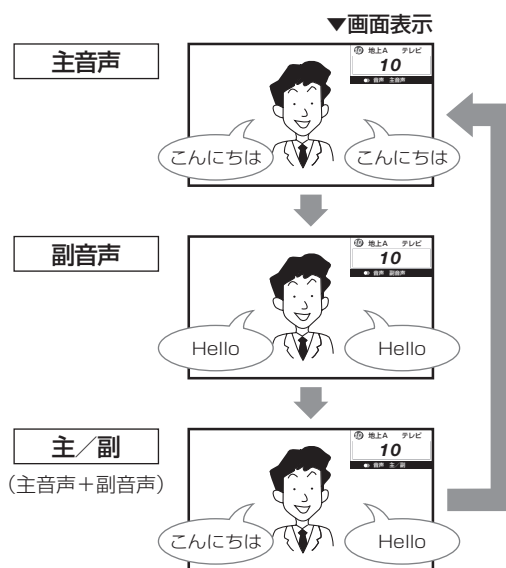 ▼画面表示
主音声
地上A テレビ
10
音声 主音声
こんにちは こんにちは
副音声
地上A テレビ
10
音声 副音声
Hello Hello
主／副
(主音声＋副音声)
地上A テレビ
10
音声 主／副
こんにちは Hello